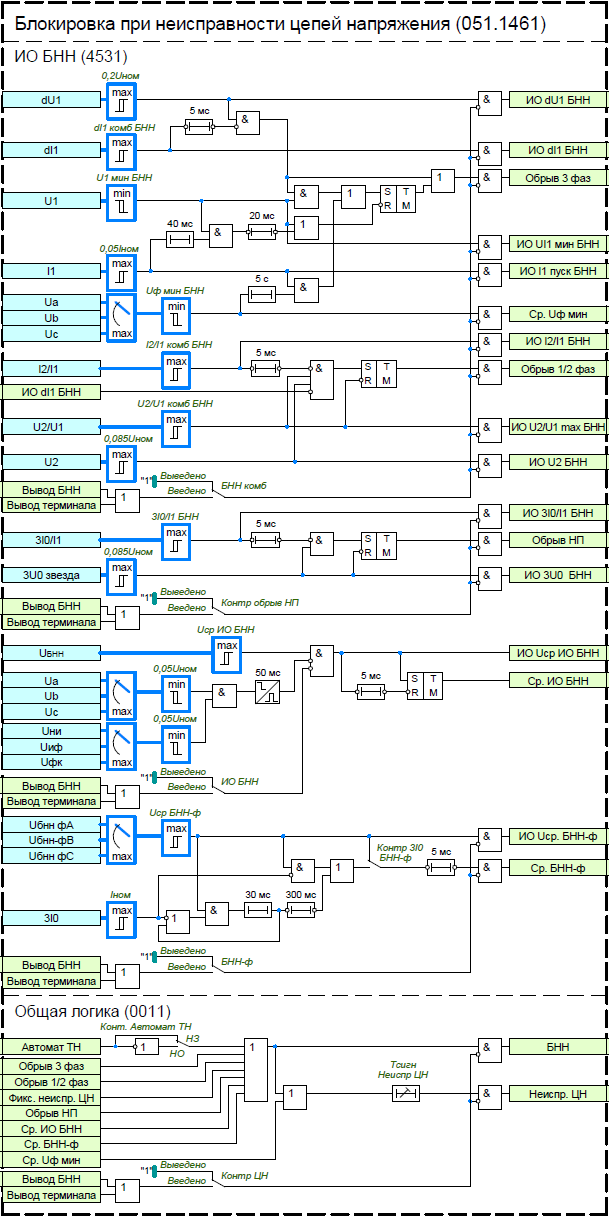 Блокировка при неисправности цепей напряжения (051.1461)
ИО БНН (4531)
0,2Uном
dU1 max & ИО dU1 БНН
5 мс &
dI1 комб БНН
dI1 max & ИО dI1 БНН
1 & Обрыв 3 фаз
U1 мин БНН
U1 min & 1 S T R M
40 мс & 20 мс 1
& ИО UI1 мин БНН
0,05Iном
I1 max & ИО I1 пуск БНН
5 с &
Uф мин БНН
Ua
Ub max min & Ср. Uф мин
Uc
& ИО I2/I1 БНН
I2/I1 комб БНН
I2/I1 max 5 мс & S T R M & Обрыв 1/2 фаз
ИО dI1 БНН
U2/U1 комб БНН
U2/U1 max & ИО U2/U1 max БНН
0,085Uном
U2 max & ИО U2 БНН
Вывод БНН 1 "1" Выведено
Вывод терминала Введено БНН комб
3I0/I1 БНН
& ИО 3I0/I1 БНН
3I0/I1 max 5 мс & S T R M & Обрыв НП
0,085Uном
3U0 звезда max & ИО 3U0 БНН
Вывод БНН 1 "1" Выведено
Вывод терминала Введено Контр обрыв НП
Uср ИО БНН
Uбнн max & ИО Uср ИО БНН
5 мс S T R M Ср. ИО БНН
0,05Uном
Ua
Ub max min & 50 мс
Uc
0,05Uном
Uни
Uиф max min
Uфк
Вывод БНН 1 "1" Выведено
Вывод терминала Введено ИО БНН
Uср БНН-ф
Uбнн фА
Uбнн-фВ max max & ИО Uср. БНН-ф
Uбнн фС
Контр 3I0 БНН-ф
& 1 5 мс & Ср. БНН-ф
Iном
3I0 max 1 & 30 мс 300 мс
Вывод БНН 1 "1" Выведено
Вывод терминала Введено БНН-ф
Общая логика (0011)
Конт. Автомат ТН
Автомат ТН 1 НЗ НО 1 & БНН
Обрыв 3 фаз
Обрыв 1/2 фаз
Тсигн Неиспр ЦН
Фикс. неиспр. ЦН 1 & Неиспр. ЦН
Обрыв НП
Ср. ИО БНН
Ср. БНН-ф
Ср. Uф мин
Вывод БНН 1 "1" Выведено
Вывод терминала Введено Контр ЦН